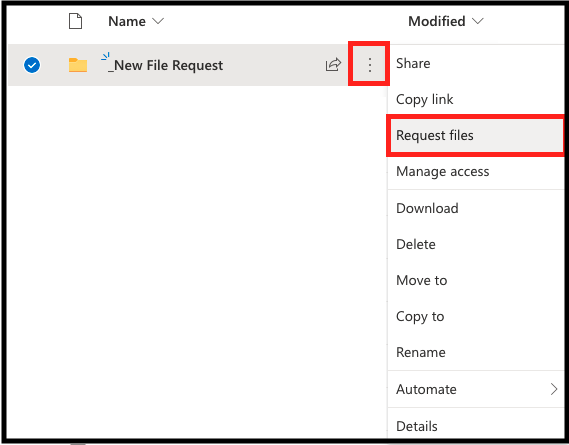 Name
Modified
_New File Request
Share
Copy link
Request files
Manage access
Download
Delete
Move to
Copy to
Rename
Automate
Details